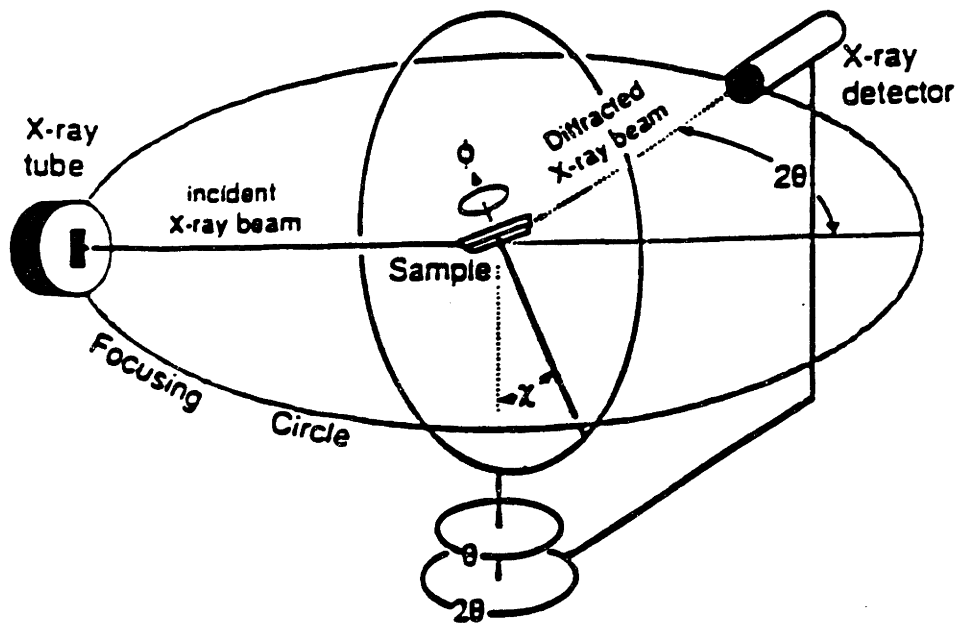 X-ray
detector
X-ray
tube
Diffracted
X-ray beam
ϕ
2θ
incident
X-ray beam
Sample
Focusing
Circle
χ
θ
2θ